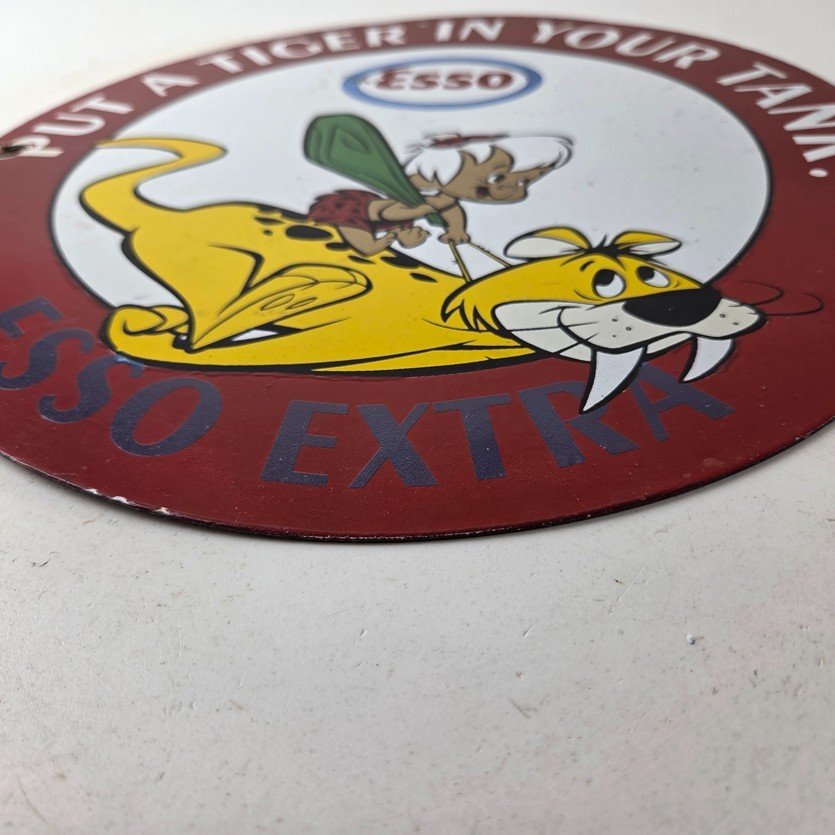 PUT A TIGER IN YOUR TANK.
ESSO
ESSO EXTRA